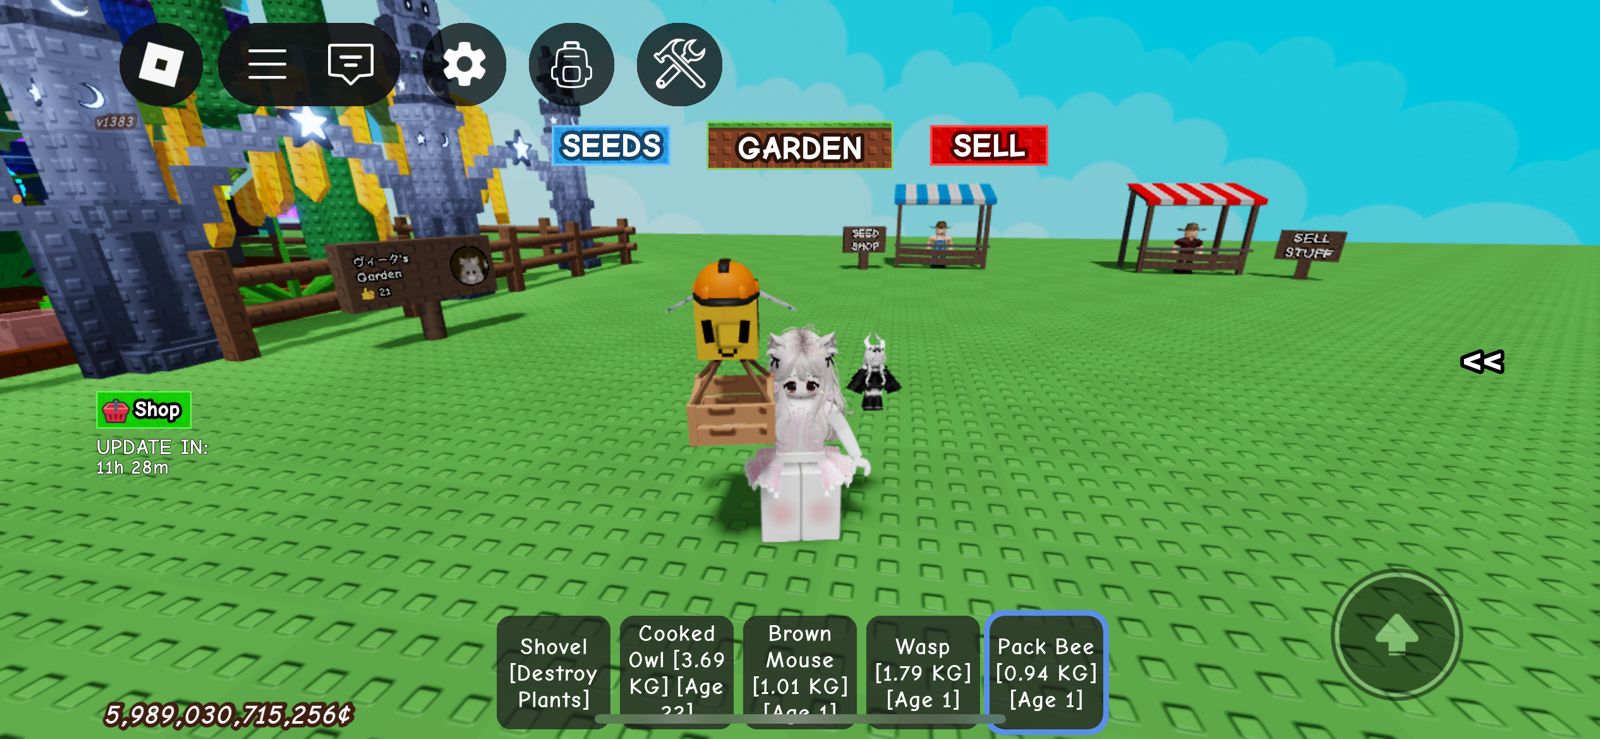 v1383
SEEDS
GARDEN
SELL
SEED
SHOP
SELL
STUFF
ヴィータ's
Garden
21
<<
Shop
UPDATE IN:
11h 28m
Shovel
[Destroy
Plants]
Cooked
Owl [3.69
KG] [Age
22]
Brown
Mouse
[1.01 KG]
[Age 1]
Wasp
[1.79 KG]
[Age 1]
Pack Bee
[0.94 KG]
[Age 1]
5,989,030,715,256¢